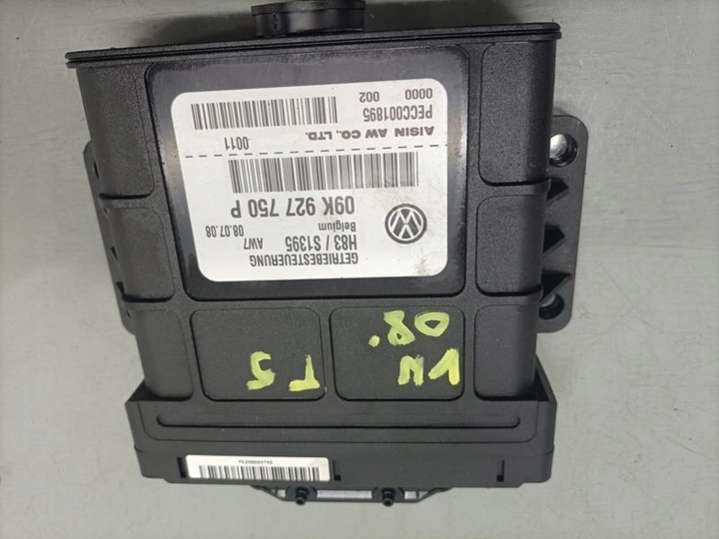 GETRIEBESTEUERUNG
H83 / S1395 AW7
Belgium 08.07.08
09K 927 750 P
0011
AISIN AW CO., LTD.
PECC001895
0000 002
VW T5
08.